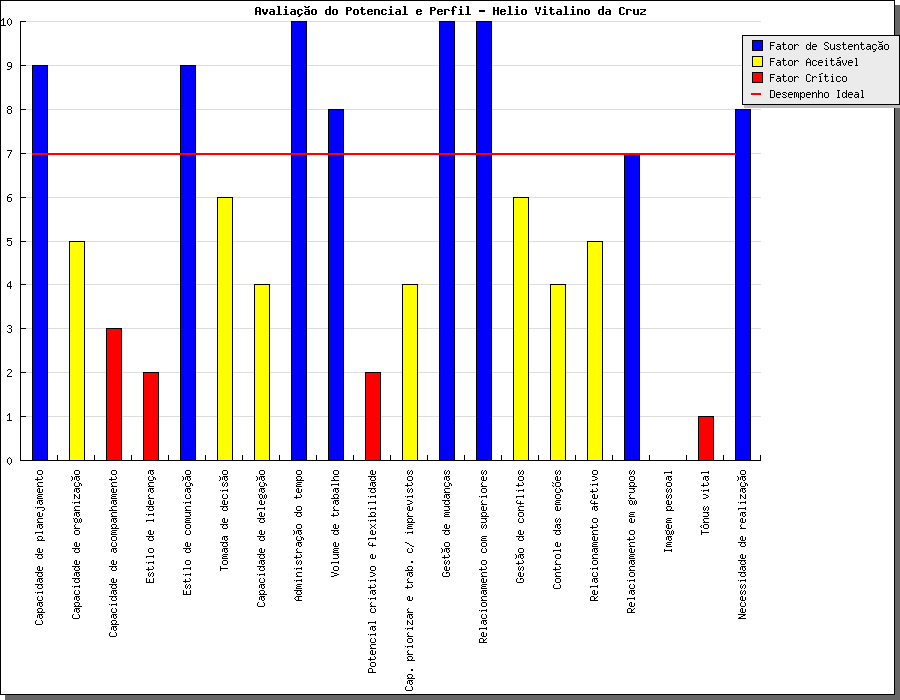 Avaliação do Potencial e Perfil - Helio Vitalino da Cruz
Fator de Sustentação
Fator Aceitável
Fator Crítico
Desempenho Ideal
10
9
8
7
6
5
4
3
2
1
0
Capacidade de planejamento
Capacidade de organização
Capacidade de acompanhamento
Estilo de liderança
Estilo de comunicação
Tomada de decisão
Capacidade de delegação
Administração do tempo
Volume de trabalho
Potencial criativo e flexibilidade
Cap. priorizar e trab. c/ imprevistos
Gestão de mudanças
Relacionamento com superiores
Gestão de conflitos
Controle das emoções
Relacionamento afetivo
Relacionamento em grupos
Imagem pessoal
Tônus vital
Necessidade de realização